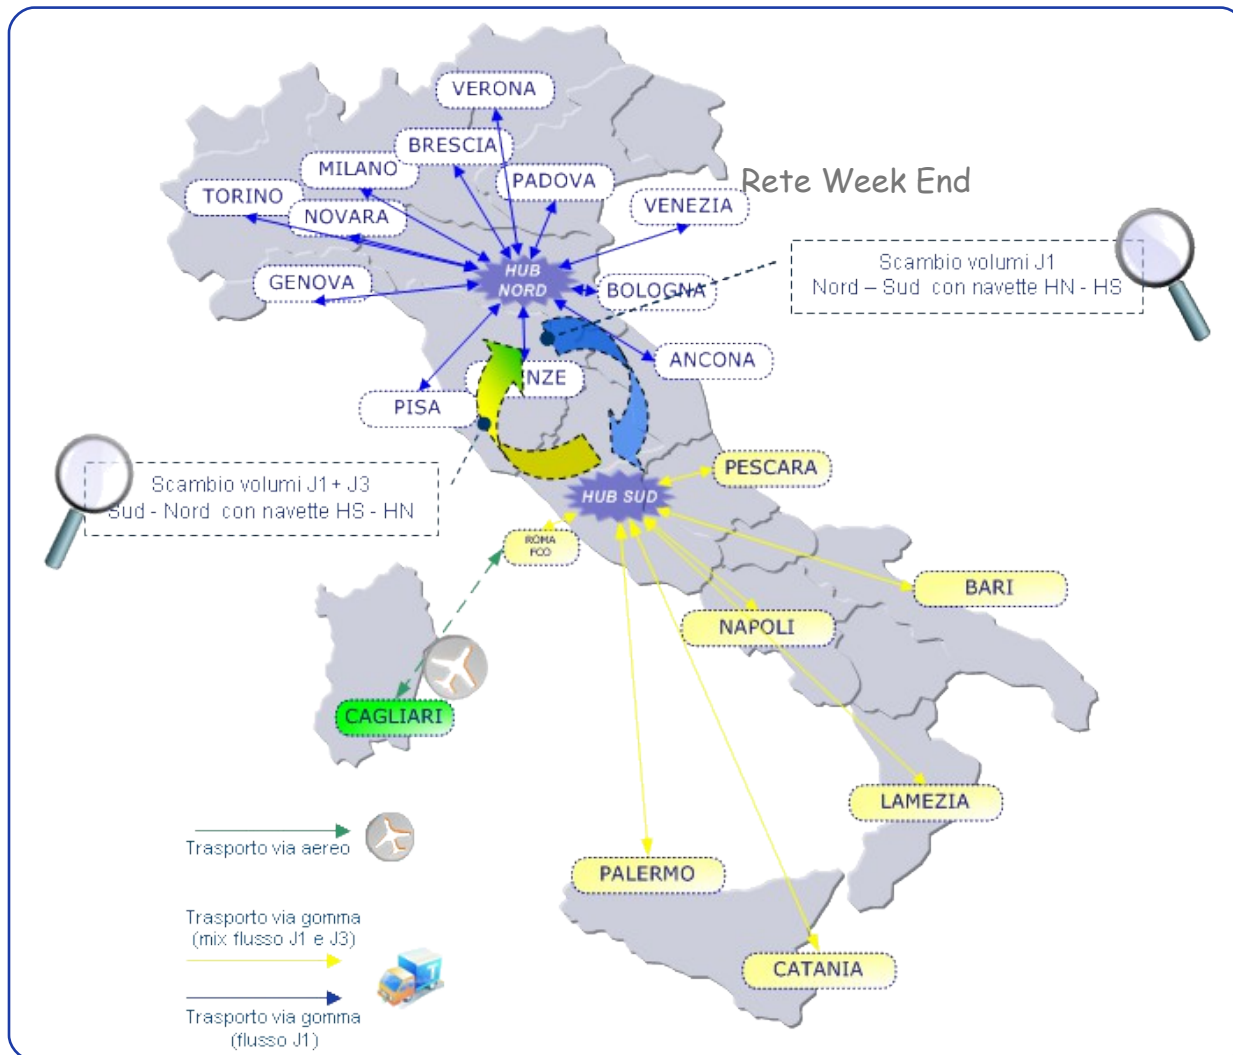 VERONA
BRESCIA
MILANO
PADOVA
Rete Week End
TORINO
NOVARA
VENEZIA
HUB
NORD
GENOVA
BOLOGNA
Scambio volumi J1
Nord – Sud con navette HN - HS
ANCONA
NZE
PISA
PESCARA
Scambio volumi J1 + J3
Sud - Nord con navette HS - HN
HUB SUD
ROMA
FCO
BARI
NAPOLI
CAGLIARI
LAMEZIA
Trasporto via aereo
PALERMO
Trasporto via gomma
(mix flusso J1 e J3)
CATANIA
Trasporto via gomma
(flusso J1)